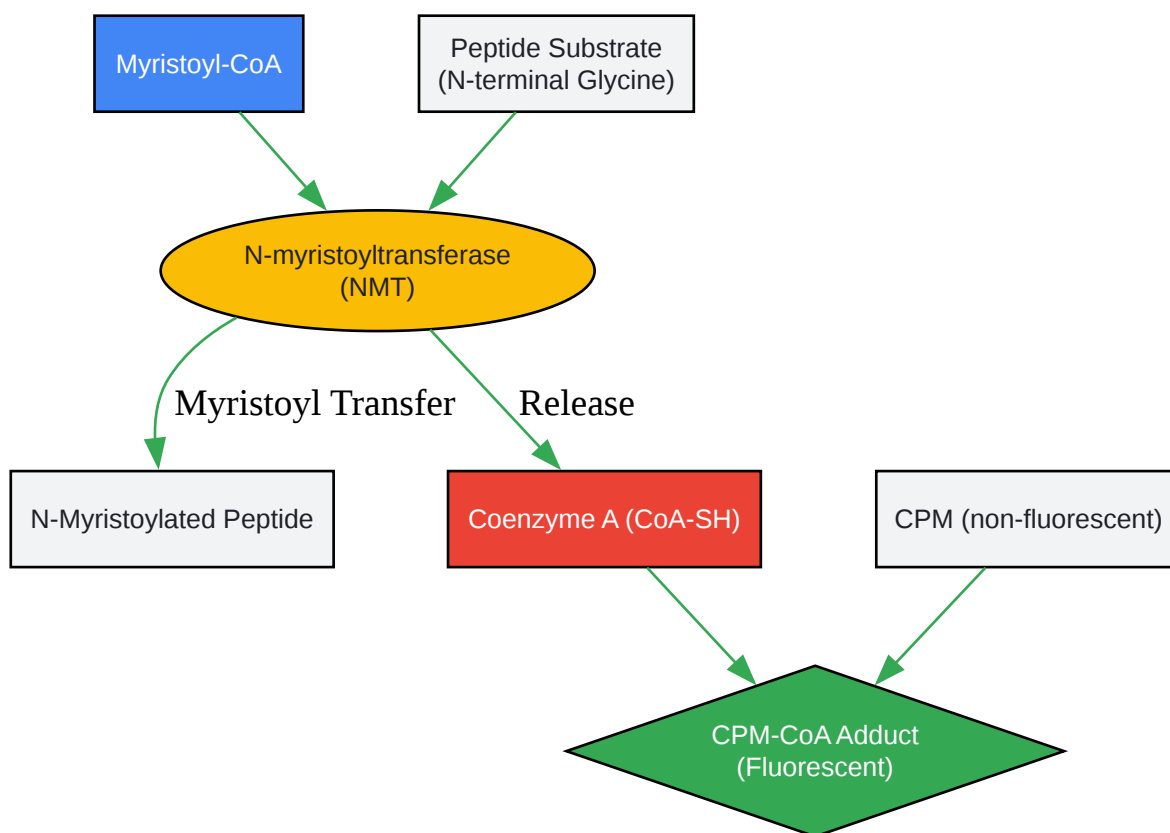 Myristoyl-CoA
Peptide Substrate
(N-terminal Glycine)
N-myristoyltransferase
(NMT)
Myristoyl Transfer
Release
N-Myristoylated Peptide
Coenzyme A (CoA-SH)
CPM (non-fluorescent)
CPM-CoA Adduct
(Fluorescent)